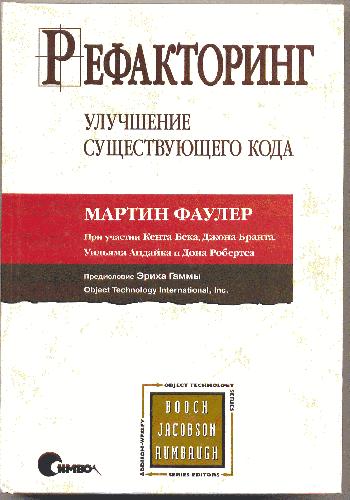 РЕФАКТОРИНГ
УЛУЧШЕНИЕ
СУЩЕСТВУЮЩЕГО КОДА
МАРТИН ФАУЛЕР
При участии Кента Бека, Джона Бранта,
Уильяма Апдайка и Дона Робертса
Предисловие Эриха Гаммы
Object Technology International, Inc.
OBJECT TECHNOLOGY
SERIES
ADDISON-WESLEY
BOOCH
JACOBSON
RUMBAUGH
SERIES EDITORS
СИМВОЛ